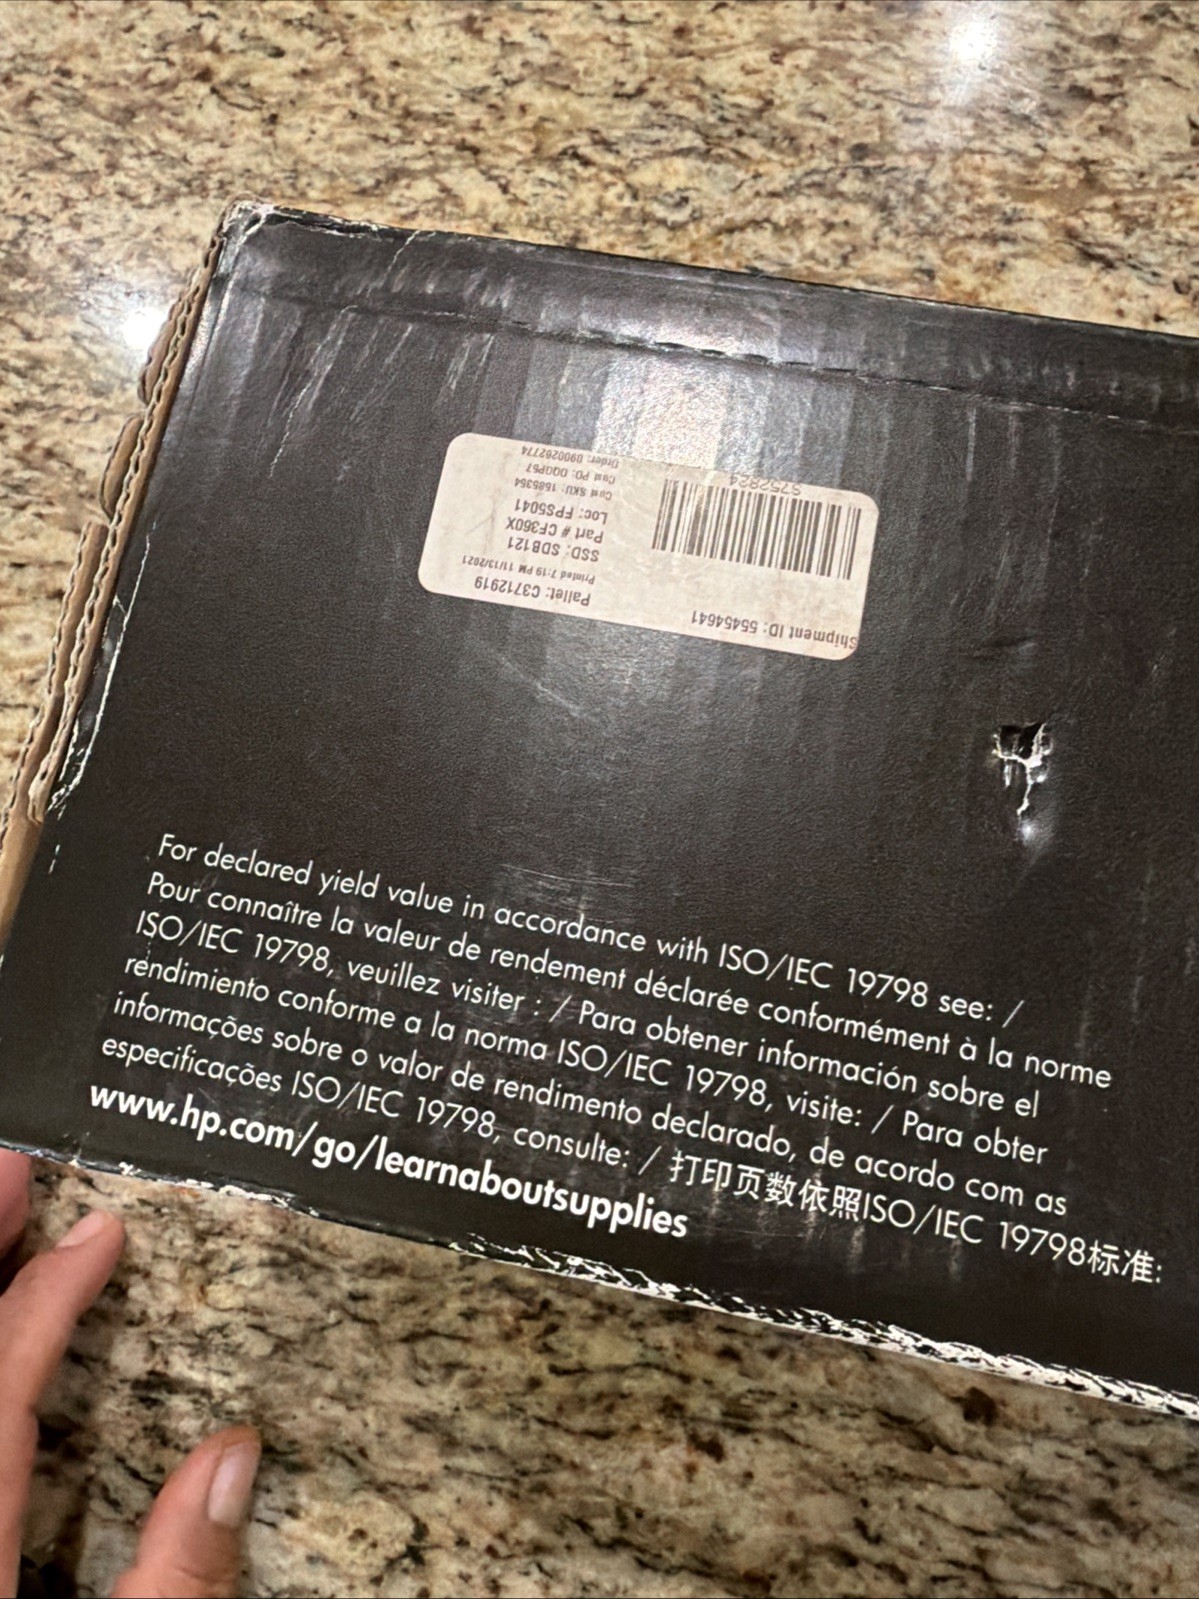 Shipment ID: 55454641
9752824
Pallet: C3712919
Printed 7:19 PM 11/13/2021
SSD: SDB121
Part # CF360X
Loc: FPS5041
Cust SKU: 1585354
Cust PO: 0QGP57
Order: 0900262774
For declared yield value in accordance with ISO/IEC 19798 see: /
Pour connaître la valeur de rendement déclarée conformément à la norme
ISO/IEC 19798, veuillez visiter : / Para obtener información sobre el
rendimiento conforme a la norma ISO/IEC 19798, visite: / Para obter
informações sobre o valor de rendimento declarado, de acordo com as
especificações ISO/IEC 19798, consulte: / 打印页数依照ISO/IEC 19798标准:
www.hp.com/go/learnaboutsupplies